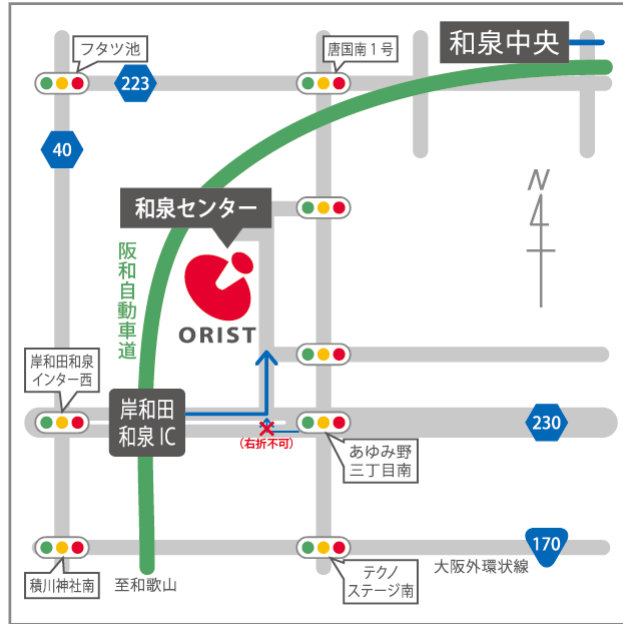 フタツ池
唐国南1号
和泉中央
223
40
和泉センター
N
阪和自動車道
ORIST
岸和田和泉
インター西
岸和田
和泉IC
(右折不可)
あゆみ野
三丁目南
230
積川神社南
至和歌山
テクノ
ステージ南
大阪外環状線
170